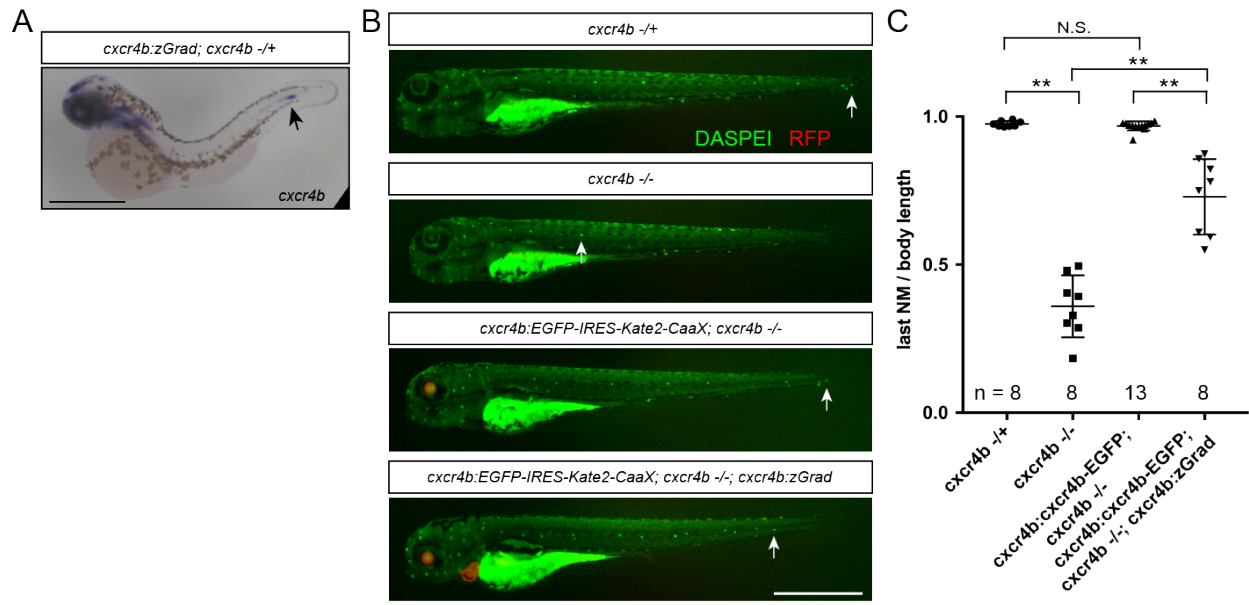 A
cxcr4b:zGrad; cxcr4b -/+
cxcr4b
B
cxcr4b -/+
DASPEI RFP
cxcr4b -/-
cxcr4b:EGFP-IRES-Kate2-CaaX; cxcr4b -/-
cxcr4b:EGFP-IRES-Kate2-CaaX; cxcr4b -/-; cxcr4b:zGrad
C
N.S.
**
** **
last NM / body length
1.0
0.5
0.0
n = 8 8 13 8
cxcr4b -/+
cxcr4b -/-
cxcr4b:cxcr4b-EGFP;
cxcr4b -/-
cxcr4b:cxcr4b-EGFP;
cxcr4b -/-; cxcr4b:zGrad